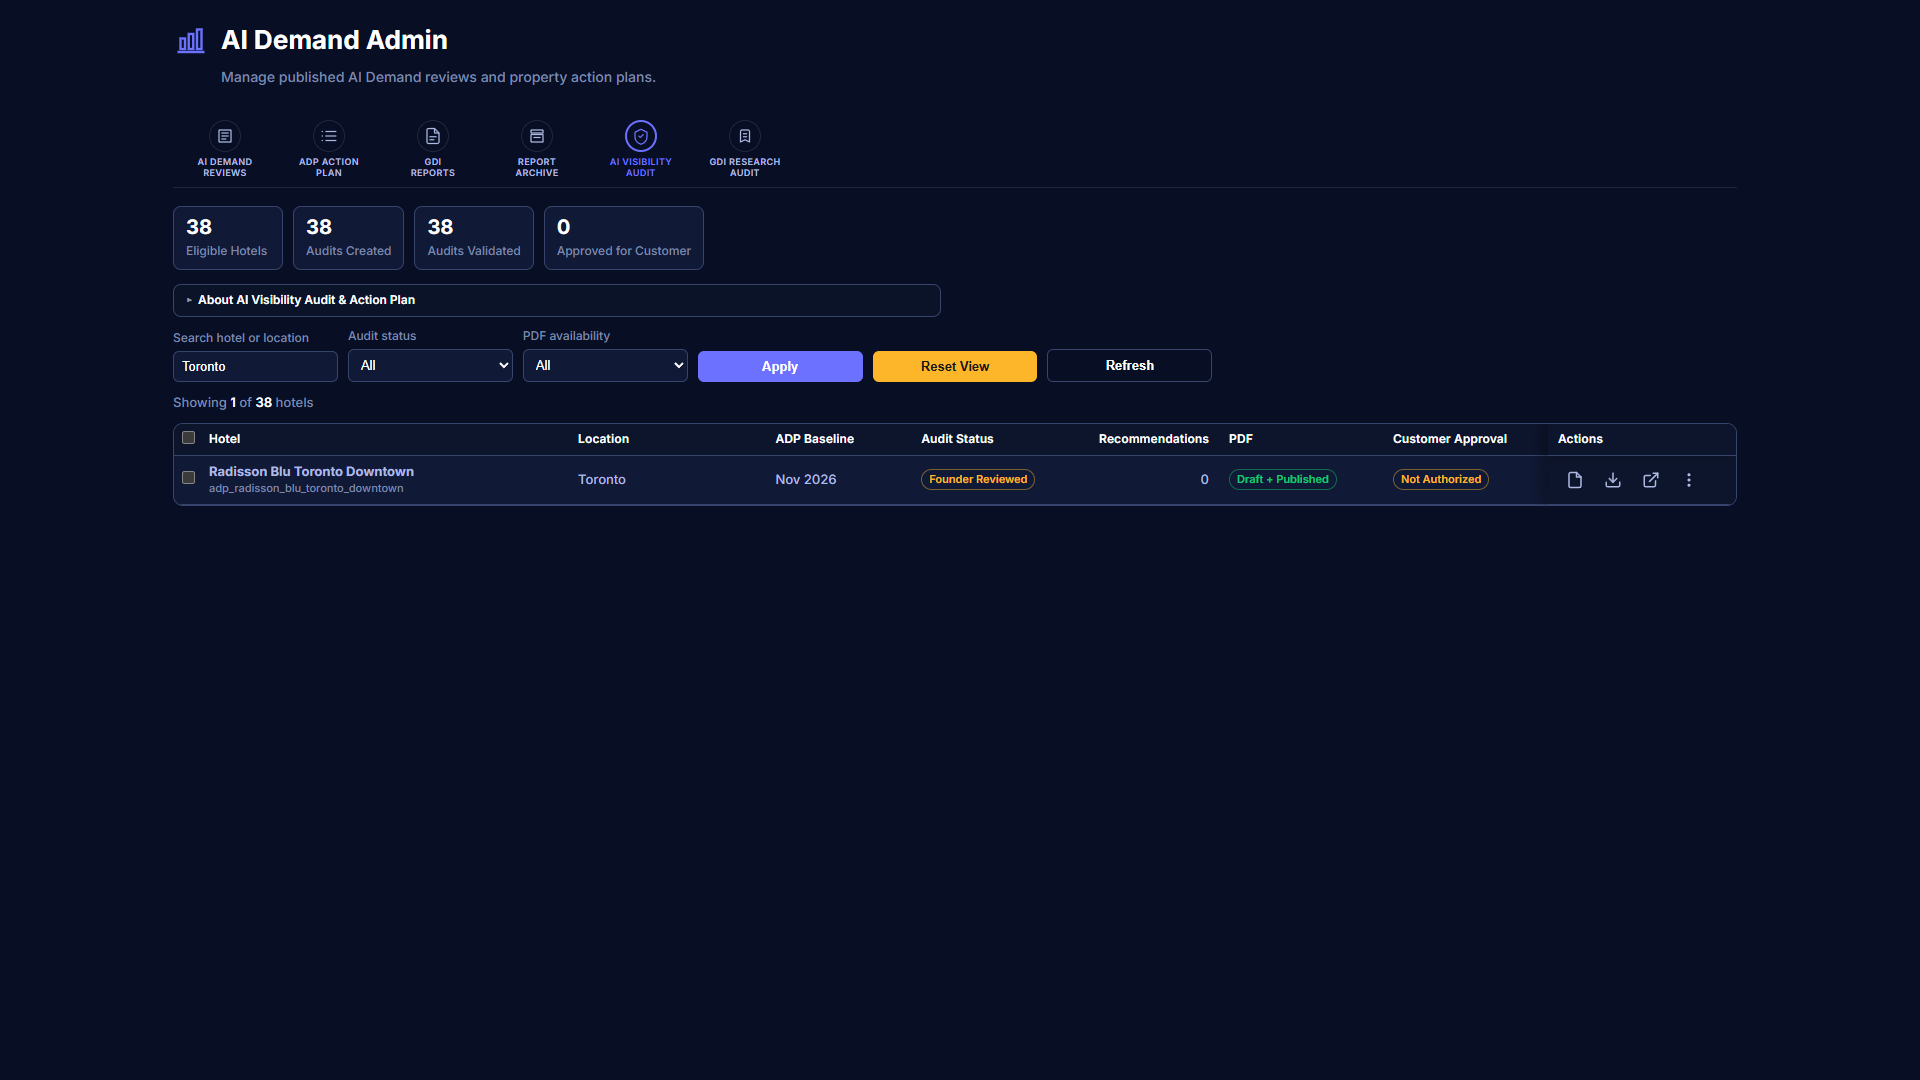 AI Demand Admin
Manage published AI Demand reviews and property action plans.
AI DEMAND REVIEWS
ADP ACTION PLAN
GDI REPORTS
REPORT ARCHIVE
AI VISIBILITY AUDIT
GDI RESEARCH AUDIT
38
Eligible Hotels
38
Audits Created
38
Audits Validated
0
Approved for Customer
About AI Visibility Audit & Action Plan
Search hotel or location
Toronto
Audit status
All
PDF availability
All
Apply
Reset View
Refresh
Showing 1 of 38 hotels
Hotel Location ADP Baseline Audit Status Recommendations PDF Customer Approval Actions
Radisson Blu Toronto Downtown
adp_radisson_blu_toronto_downtown
Toronto Nov 2026 Founder Reviewed 0 Draft + Published Not Authorized